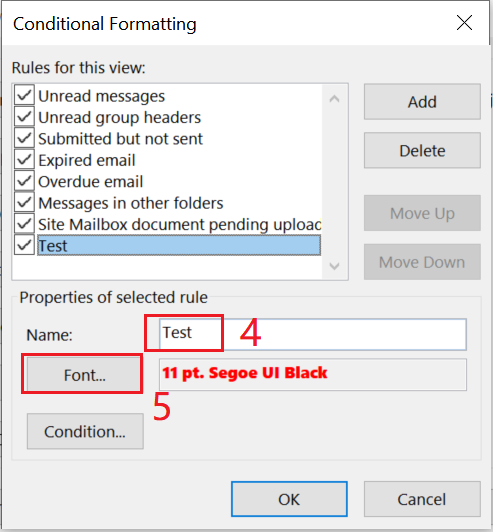 Conditional Formatting
Rules for this view:
Unread messages
Unread group headers
Submitted but not sent
Expired email
Overdue email
Messages in other folders
Site Mailbox document pending upload
Test
Add
Delete
Move Up
Move Down
Properties of selected rule
Name:
Test
4
Font...
11 pt. Segoe UI Black
5
Condition...
OK
Cancel